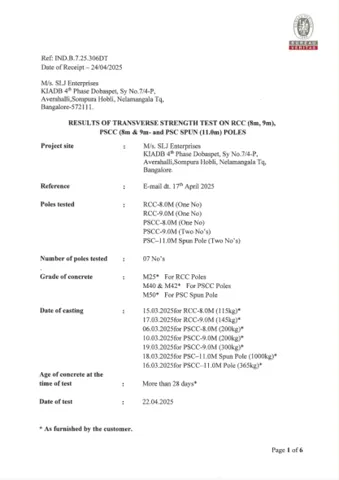 BUREAU
VERITAS
Ref: IND.B.7.25.306DT
Date of Receipt – 24/04/2025
M/s. SLJ Enterprises
KIADB 4th Phase Dobaspet, Sy No.7/4-P,
Averahalli,Sompura Hobli, Nelamangala Tq,
Bangalore-572111.
RESULTS OF TRANSVERSE STRENGTH TEST ON RCC (8m, 9m),
PSCC (8m & 9m- and PSC SPUN (11.0m) POLES
Project site : M/s. SLJ Enterprises
KIADB 4th Phase Dobaspet, Sy No.7/4-P,
Averahalli,Sompura Hobli, Nelamangala Tq,
Bangalore
Reference : E-mail dt. 17th April 2025
Poles tested : RCC-8.0M (One No)
RCC-9.0M (One No)
PSCC-8.0M (One No)
PSCC-9.0M (Two No's)
PSC–11.0M Spun Pole (Two No's)
Number of poles tested : 07 No's
Grade of concrete : M25* For RCC Poles
M40 & M42* For PSCC Poles
M50* For PSC Spun Pole
Date of casting : 15.03.2025for RCC-8.0M (115kg)*
17.03.2025for RCC-9.0M (145kg)*
06.03.2025for PSCC-8.0M (200kg)*
10.03.2025for PSCC-9.0M (200kg)*
19.03.2025for PSCC-9.0M (300kg)*
18.03.2025for PSC–11.0M Spun Pole (1000kg)*
16.03.2025for PSCC–11.0M Pole (365kg)*
Age of concrete at the
time of test : More than 28 days*
Date of test : 22.04.2025
* As furnished by the customer.
Page 1 of 6